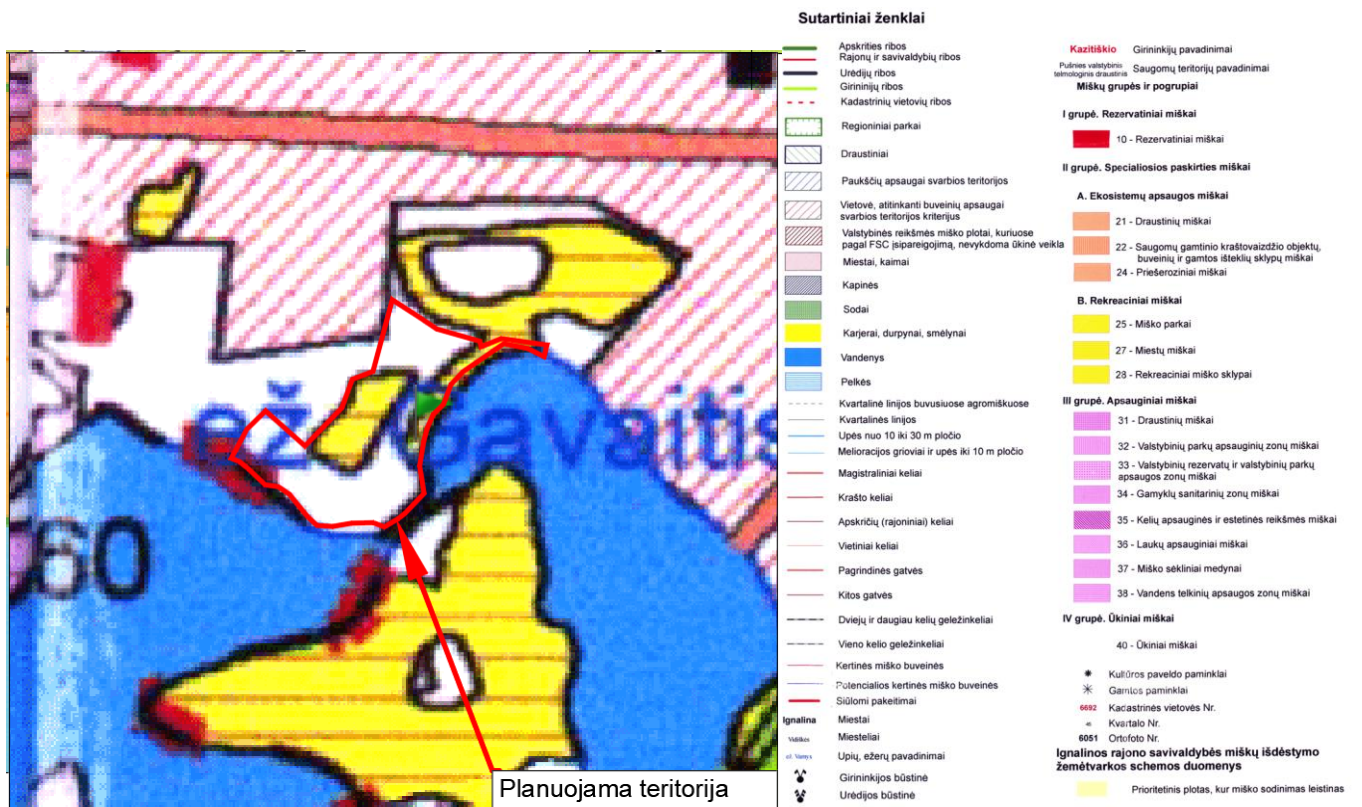 Sutartiniai ženklai
Apskrities ribos
Rajonų ir savivaldybių ribos
Urėdijų ribos
Girininijų ribos
Kadastrinių vietovių ribos
Regioniniai parkai
Draustiniai
Paukščių apsaugai svarbios teritorijos
Vietovė, atitinkanti buveinių apsaugai
svarbios teritorijos kriterijus
Valstybinės reikšmės miško plotai, kuriuose
pagal FSC įsipareigojimą, nevykdoma ūkinė veikla
Miestai, kaimai
Kapinės
Sodai
Karjerai, durpynai, smėlynai
Vandenys
Pelkės
Kvartalinė linijos buvusiuose agromiškuose
Kvartalinės linijos
Upės nuo 10 iki 30 m pločio
Melioracijos grioviai ir upės iki 10 m pločio
Magistraliniai keliai
Krašto keliai
Apskričių (rajoniniai) keliai
Vietiniai keliai
Pagrindinės gatvės
Kitos gatvės
Dviejų ir daugiau kelių geležinkeliai
Vieno kelio geležinkeliai
Kertinės miško buveinės
Potencialios kertinės miško buveinės
Siūlomi pakeitimai
Ignalina Miestai
Vidiškės Miesteliai
Upių, ežerų pavadinimai
Girininkijos būstinė
Urėdijos būstinė
Kazitiškio Girininkijų pavadinimai
Pušnies valstybinis
telmologinis draustinis Saugomų teritorijų pavadinimai
Miškų grupės ir pogrupiai
I grupė. Rezervatiniai miškai
10 - Rezervatiniai miškai
II grupė. Specialiosios paskirties miškai
A. Ekosistemų apsaugos miškai
21 - Draustinių miškai
22 - Saugomų gamtinio kraštovaizdžio objektų,
buveinių ir gamtos išteklių sklypų miškai
24 - Priešeroziniai miškai
B. Rekreaciniai miškai
25 - Miško parkai
27 - Miestų miškai
28 - Rekreaciniai miško sklypai
III grupė. Apsauginiai miškai
31 - Draustinių miškai
32 - Valstybinių parkų apsauginių zonų miškai
33 - Valstybinių rezervatų ir valstybinių parkų
apsaugos zonų miškai
34 - Gamyklų sanitarinių zonų miškai
35 - Kelių apsauginės ir estetinės reikšmės miškai
36 - Laukų apsauginiai miškai
37 - Miško sėkliniai medynai
38 - Vandens telkinių apsaugos zonų miškai
IV grupė. Ūkiniai miškai
40 - Ūkiniai miškai
Kultūros paveldo paminklai
Gamtos paminklai
6692 Kadastrinės vietovės Nr.
Kvartalo Nr.
6051 Ortofoto Nr.
Ignalinos rajono savivaldybės miškų išdėstymo
žemėtvarkos schemos duomenys
Prioritetinis plotas, kur miško sodinimas leistinas
ež. Gavaitis
60
Planuojama teritorija